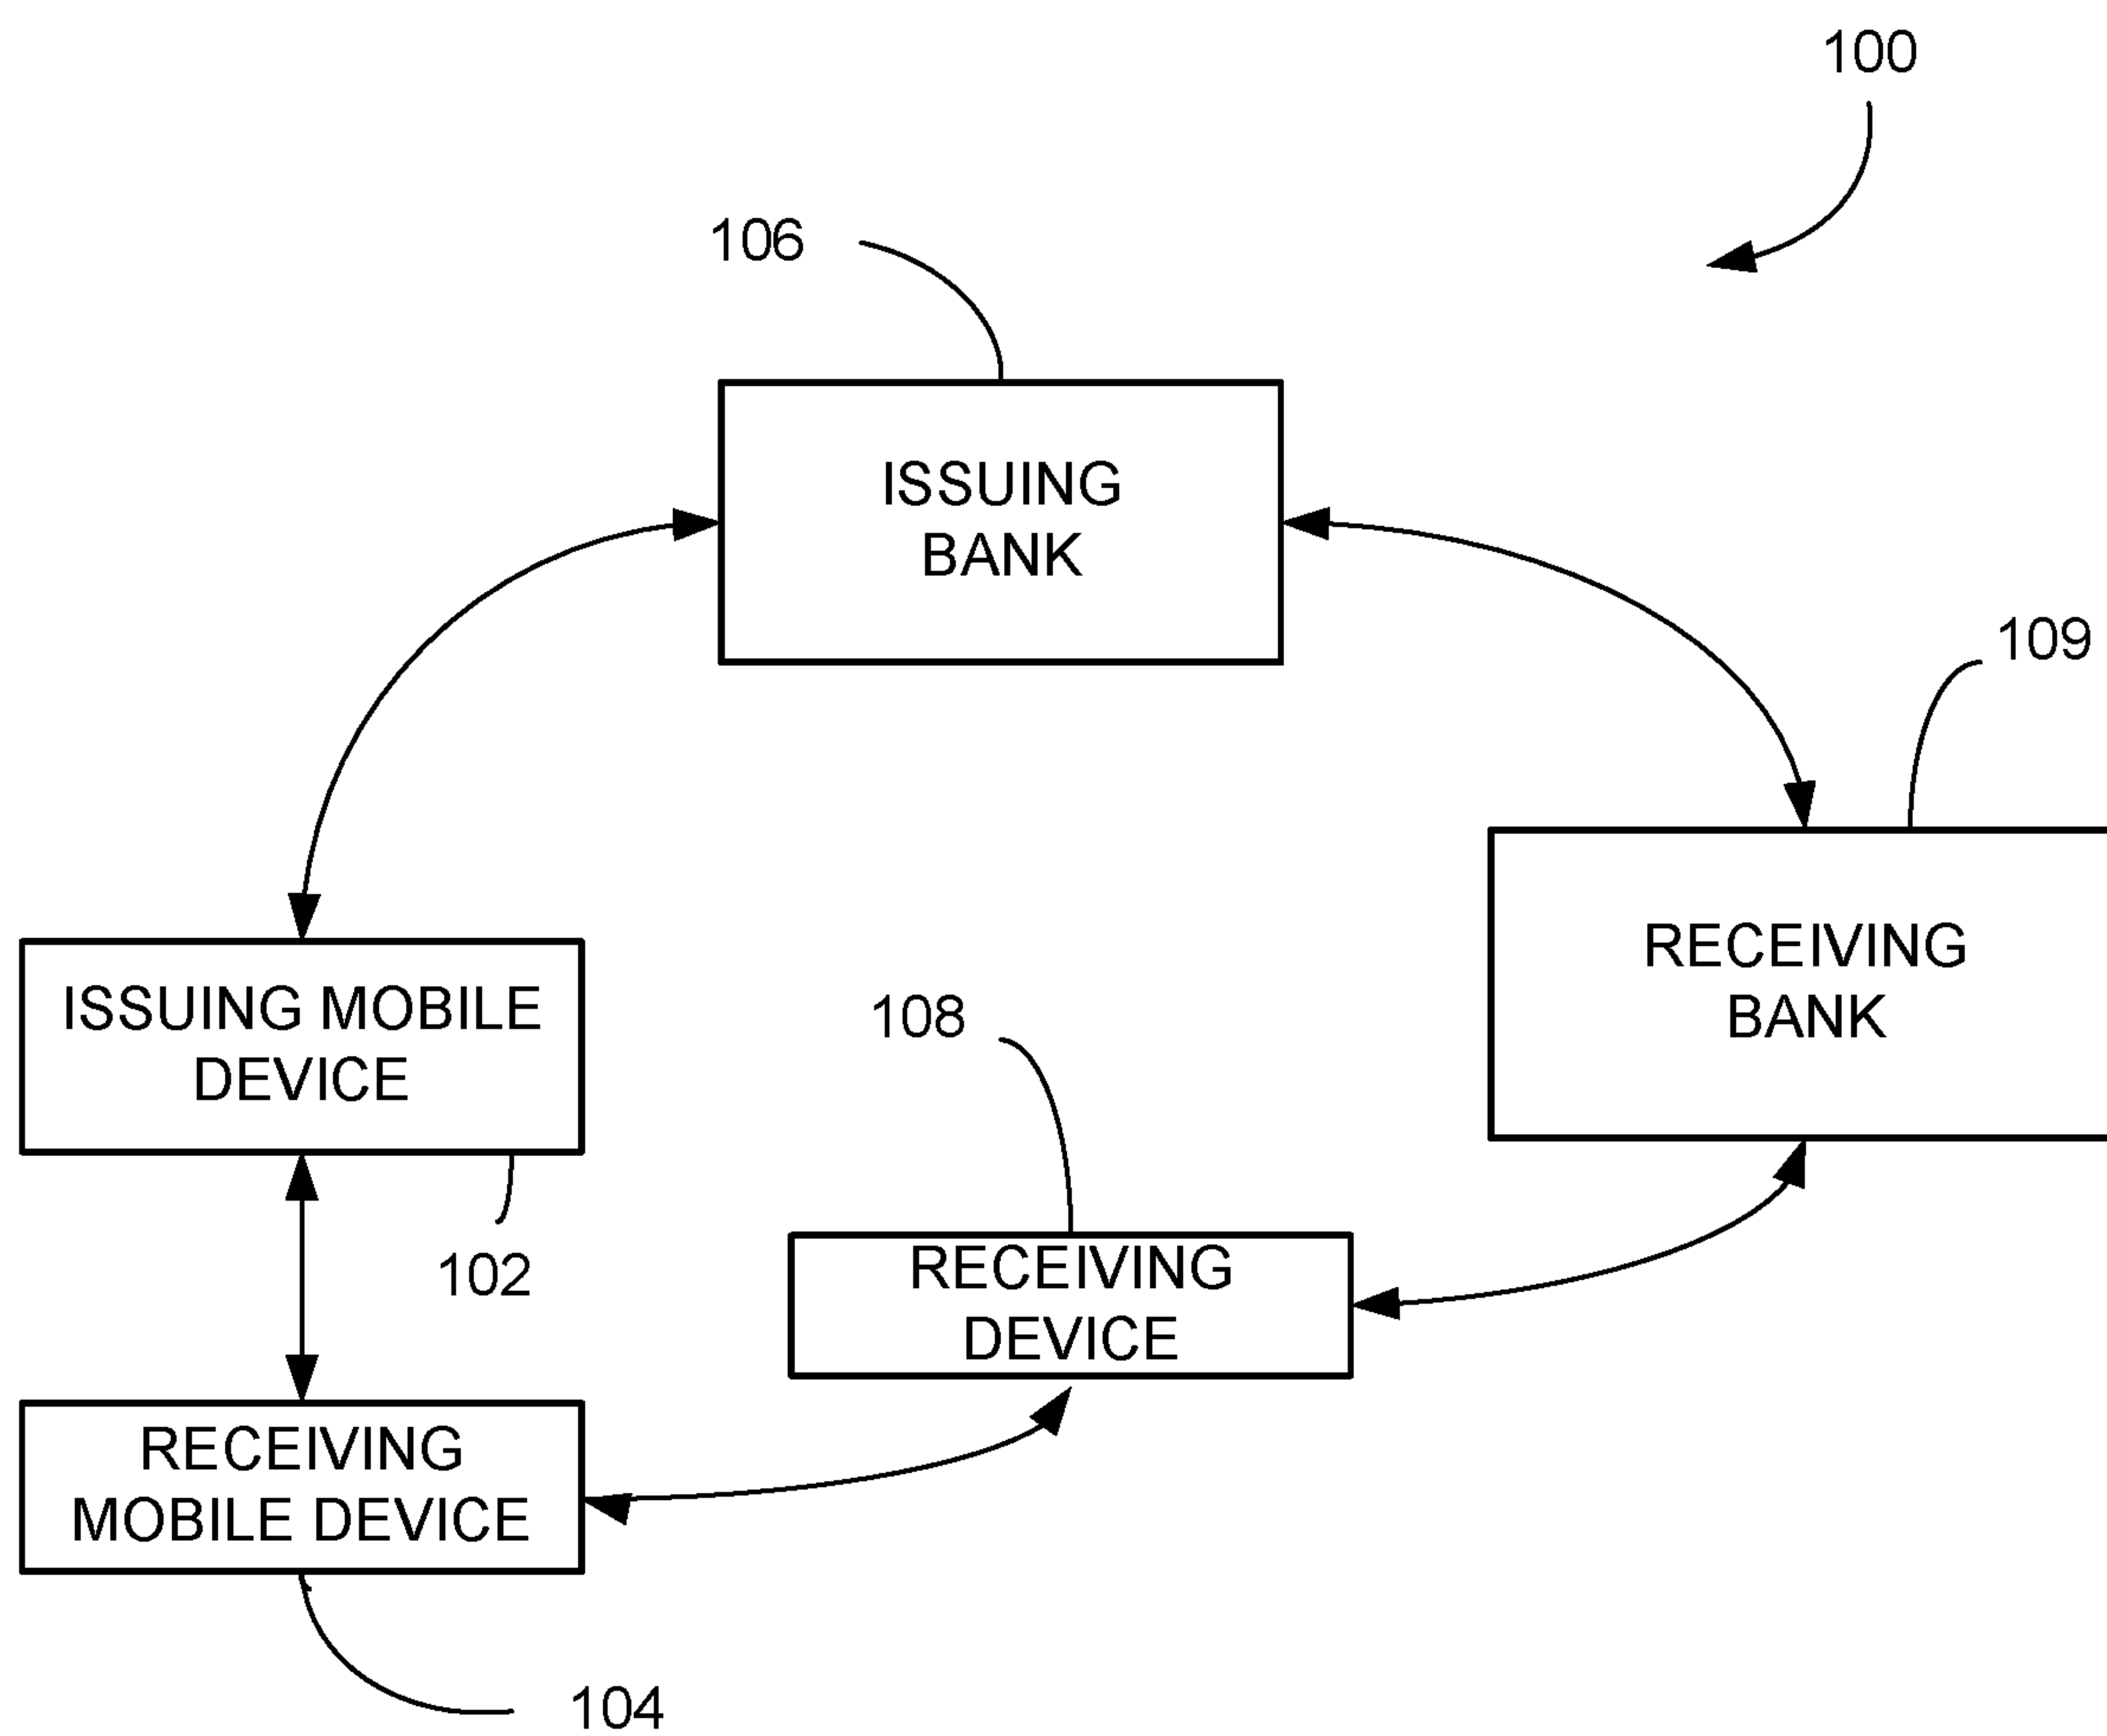 100
106
ISSUING
BANK
109
RECEIVING
BANK
ISSUING MOBILE
DEVICE
108
102
RECEIVING
DEVICE
RECEIVING
MOBILE DEVICE
104